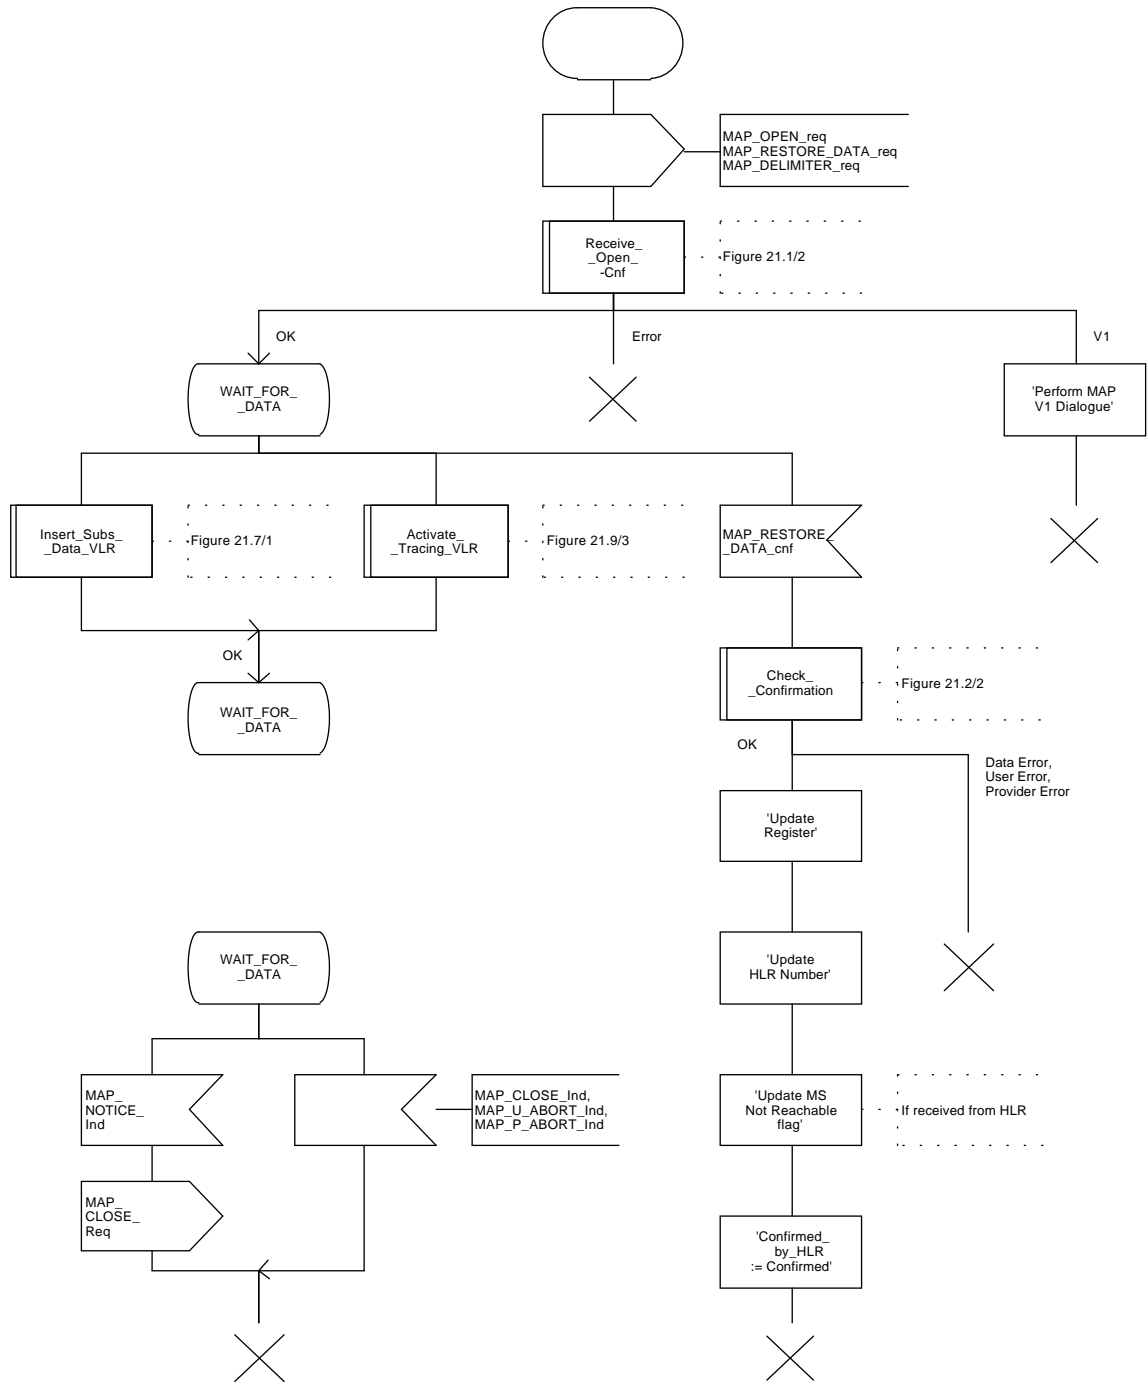 MAP_OPEN_req
MAP_RESTORE_DATA_req
MAP_DELIMITER_req
Receive_
_Open_
-Cnf
Figure 21.1/2
OK
Error
V1
WAIT_FOR_
_DATA
'Perform MAP
V1 Dialogue'
Insert_Subs_
_Data_VLR
Figure 21.7/1
Activate_
_Tracing_VLR
Figure 21.9/3
MAP_RESTORE_
_DATA_cnf
OK
WAIT_FOR_
_DATA
Check_
_Confirmation
Figure 21.2/2
OK
Data Error,
User Error,
Provider Error
'Update
Register'
WAIT_FOR_
_DATA
'Update
HLR Number'
MAP_
NOTICE_
Ind
MAP_CLOSE_Ind,
MAP_U_ABORT_Ind,
MAP_P_ABORT_Ind
'Update MS
Not Reachable
flag'
If received from HLR
MAP_
CLOSE_
Req
'Confirmed_
by_HLR
:= Confirmed'